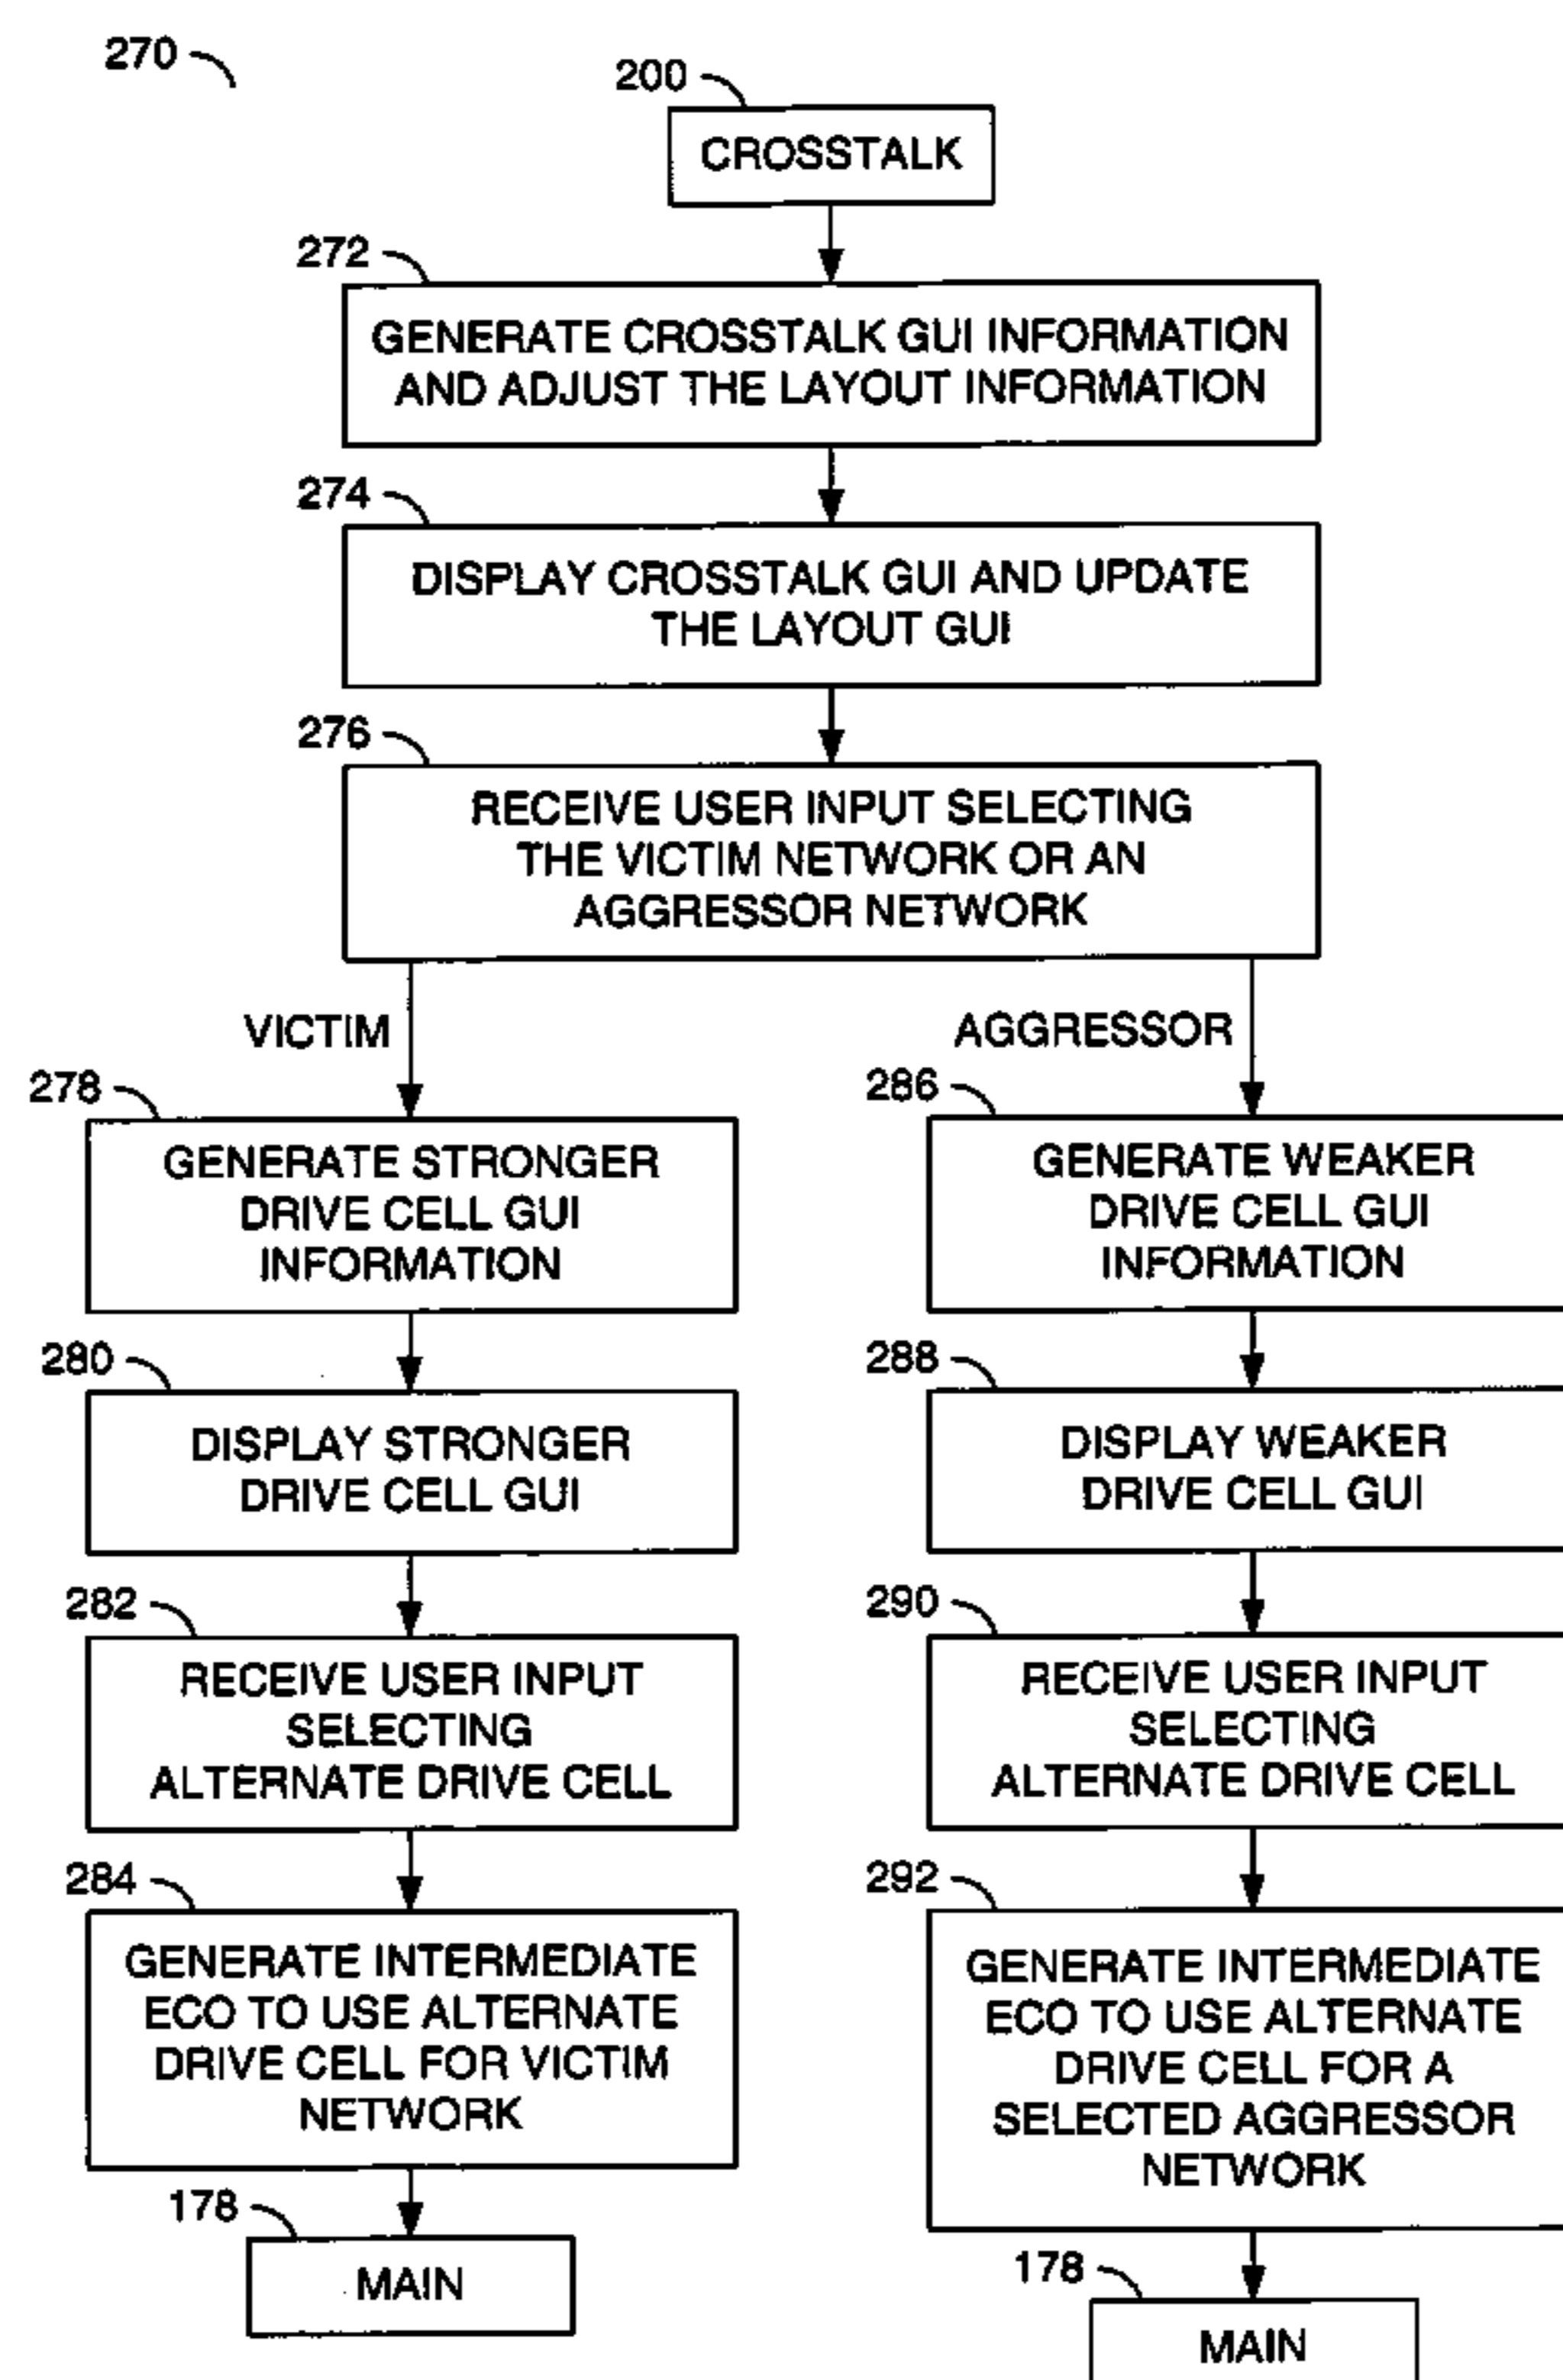 270
200
CROSSTALK
272
GENERATE CROSSTALK GUI INFORMATION
AND ADJUST THE LAYOUT INFORMATION
274
DISPLAY CROSSTALK GUI AND UPDATE
THE LAYOUT GUI
276
RECEIVE USER INPUT SELECTING
THE VICTIM NETWORK OR AN
AGGRESSOR NETWORK
VICTIM
278
GENERATE STRONGER
DRIVE CELL GUI
INFORMATION
280
DISPLAY STRONGER
DRIVE CELL GUI
282
RECEIVE USER INPUT
SELECTING
ALTERNATE DRIVE CELL
284
GENERATE INTERMEDIATE
ECO TO USE ALTERNATE
DRIVE CELL FOR VICTIM
NETWORK
178
MAIN
AGGRESSOR
286
GENERATE WEAKER
DRIVE CELL GUI
INFORMATION
288
DISPLAY WEAKER
DRIVE CELL GUI
290
RECEIVE USER INPUT
SELECTING
ALTERNATE DRIVE CELL
292
GENERATE INTERMEDIATE
ECO TO USE ALTERNATE
DRIVE CELL FOR A
SELECTED AGGRESSOR
NETWORK
178
MAIN